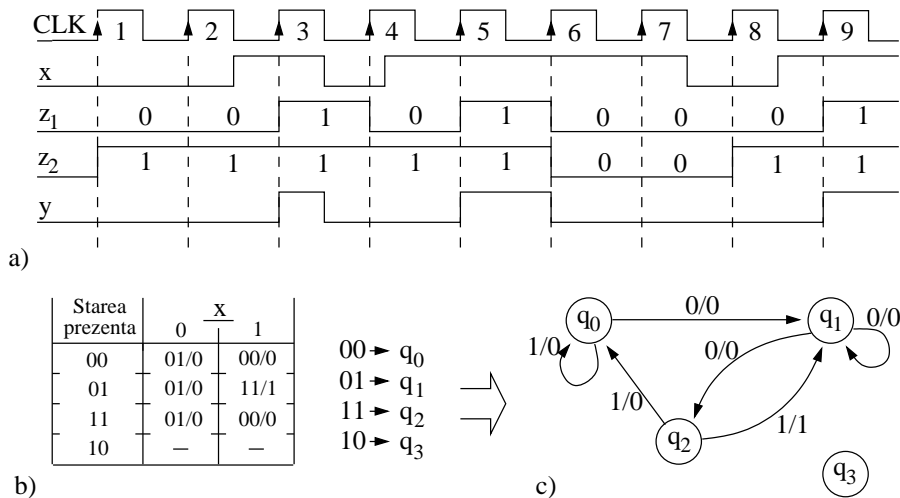 CLK 1 2 3 4 5 6 7 8 9
x
z1 0 0 1 0 1 0 0 0 1
z2 1 1 1 1 1 0 0 1 1
y
a)
Starea prezenta x
0 1
00 01/0 00/0
01 01/0 11/1
11 01/0 00/0
10 — —
b)
00 → q0
01 → q1
11 → q2
10 → q3
q0 0/0 q1 0/0
1/0 0/0
1/0 q2 1/1
q3
c)